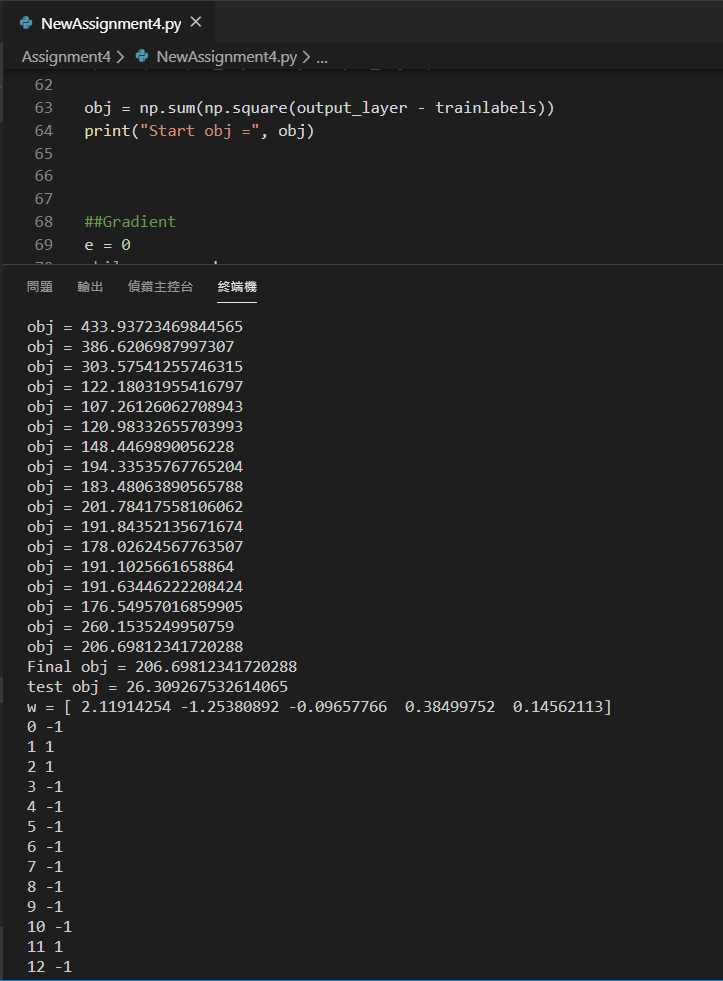 NewAssignment4.py
Assignment4 > NewAssignment4.py > ...
62
63 obj = np.sum(np.square(output_layer - trainlabels))
64 print("Start obj =", obj)
65
66
67
68 ##Gradient
69 e = 0
問題 輸出 偵錯主控台 終端機
obj = 433.93723469844565
obj = 386.6206987997307
obj = 303.57541255746315
obj = 122.18031955416797
obj = 107.26126062708943
obj = 120.98332655703993
obj = 148.4469890056228
obj = 194.33535767765204
obj = 183.48063890565788
obj = 201.78417558106062
obj = 191.84352135671674
obj = 178.02624567763507
obj = 191.1025661658864
obj = 191.63446222208424
obj = 176.54957016859905
obj = 260.1535249950759
obj = 206.69812341720288
Final obj = 206.69812341720288
test obj = 26.309267532614065
w = [ 2.11914254 -1.25380892 -0.09657766 0.38499752 0.14562113]
0 -1
1 1
2 1
3 -1
4 -1
5 -1
6 -1
7 -1
8 -1
9 -1
10 -1
11 1
12 -1